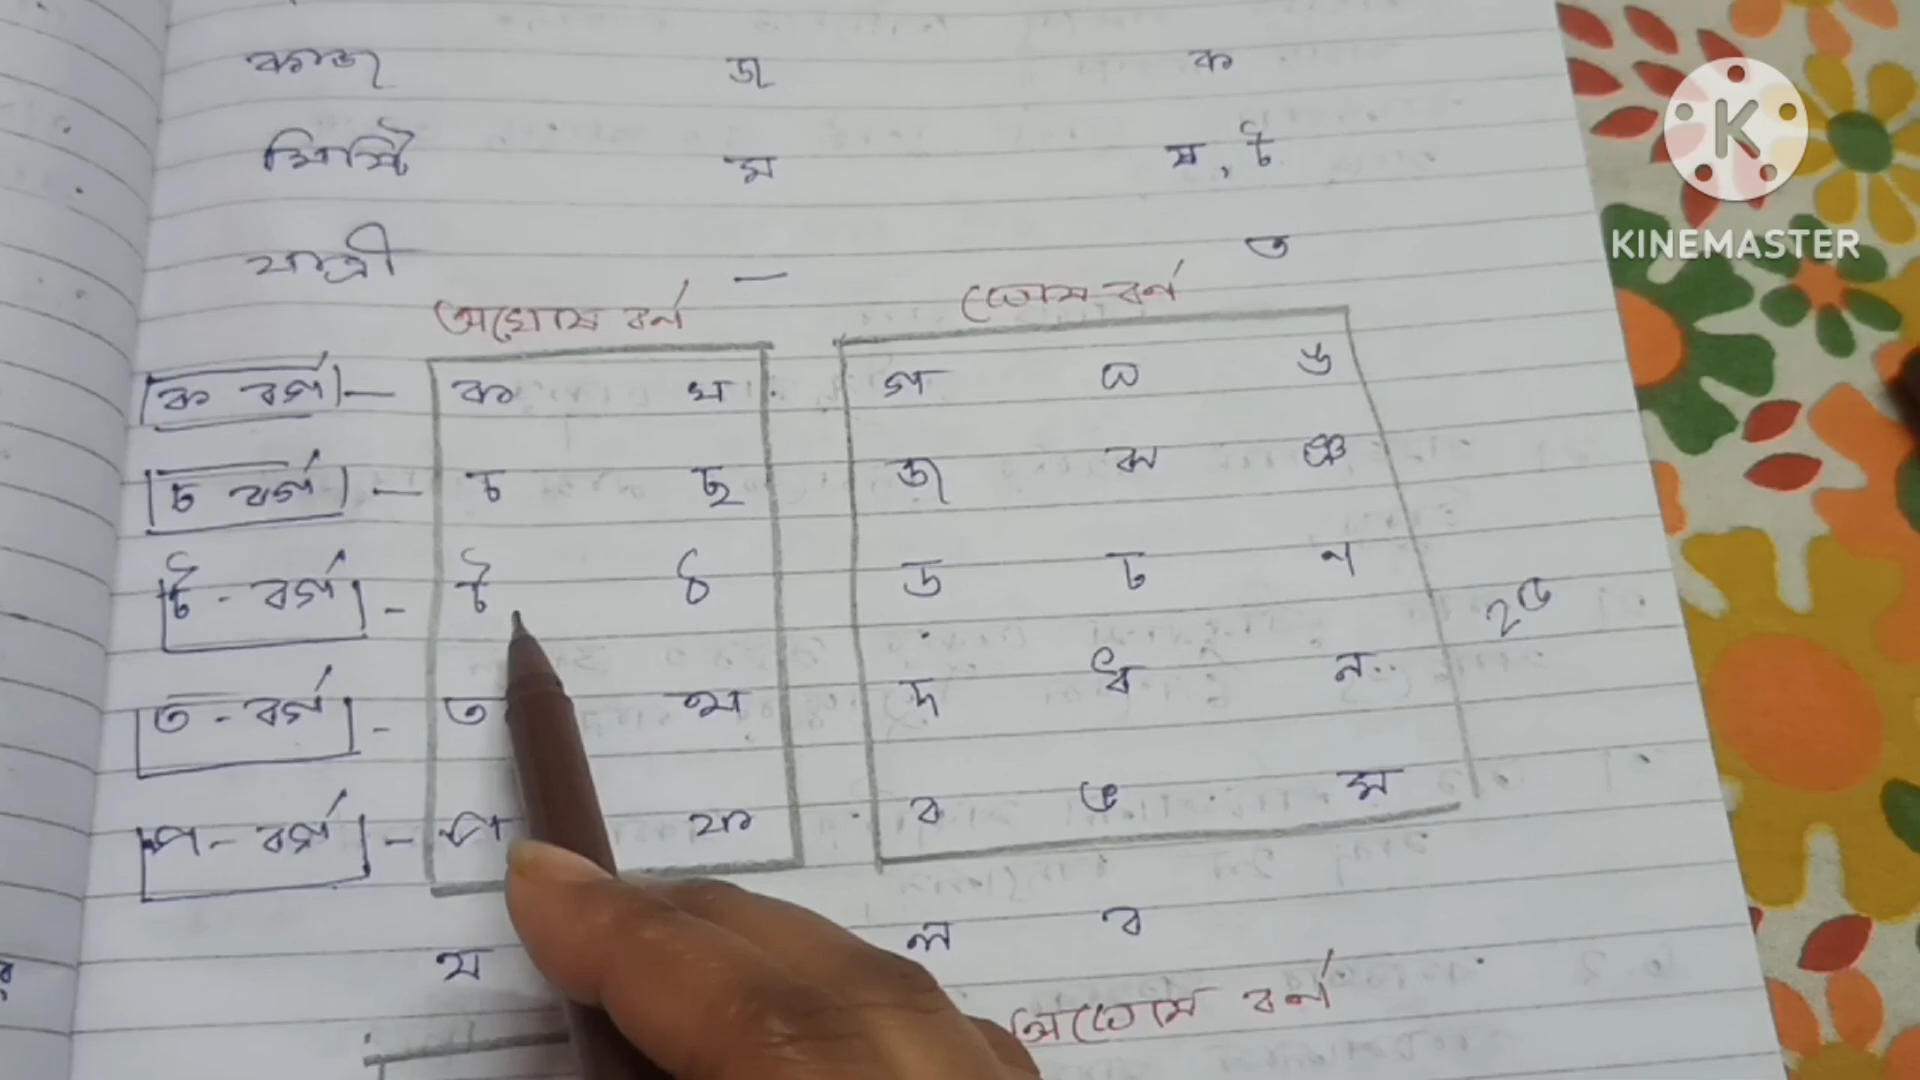 কাজ জ ক
মিষ্টি ম ষ, ট
যাত্রী — ত
অঘোষ বর্ন ঘোষ বর্ন
ক বর্গ — ক খ গ ঘ ঙ
চ বর্গ — চ ছ জ ঝ ঞ
ট - বর্গ - ট ঠ ড ঢ ণ
২৫
ত - বর্গ - ত থ দ ধ ন
প - বর্গ - প ফ ব ভ ম
য ল ব
অঘোষ বর্ন
KINEMASTER